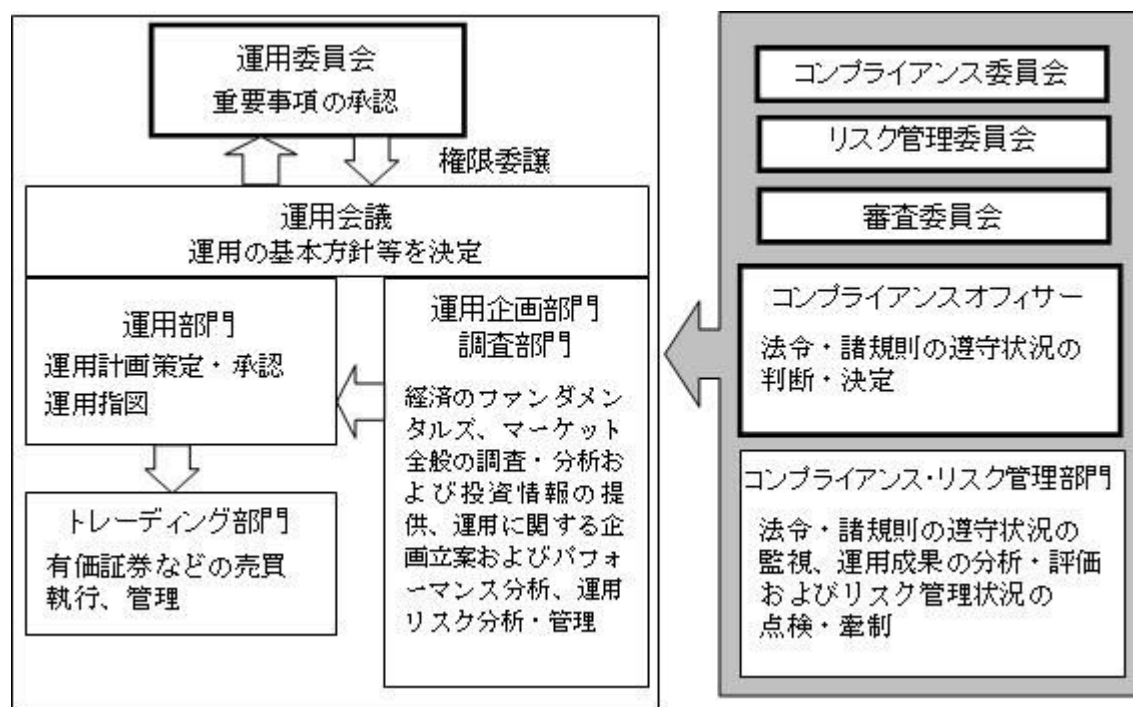 運用委員会
重要事項の承認
権限委譲
運用会議
運用の基本方針等を決定
運用部門
運用計画策定・承認
運用指図
運用企画部門
調査部門
経済のファンダメン
タルズ、マーケット
全般の調査・分析お
よび投資情報の提
供、運用に関する企
画立案およびパフォ
ーマンス分析、運用
リスク分析・管理
トレーディング部門
有価証券などの売買
執行、管理
コンプライアンス委員会
リスク管理委員会
審査委員会
コンプライアンスオフィサー
法令・諸規則の遵守状況の
判断・決定
コンプライアンス・リスク管理部門
法令・諸規則の遵守状況の
監視、運用成果の分析・評価
およびリスク管理状況の
点検・牽制